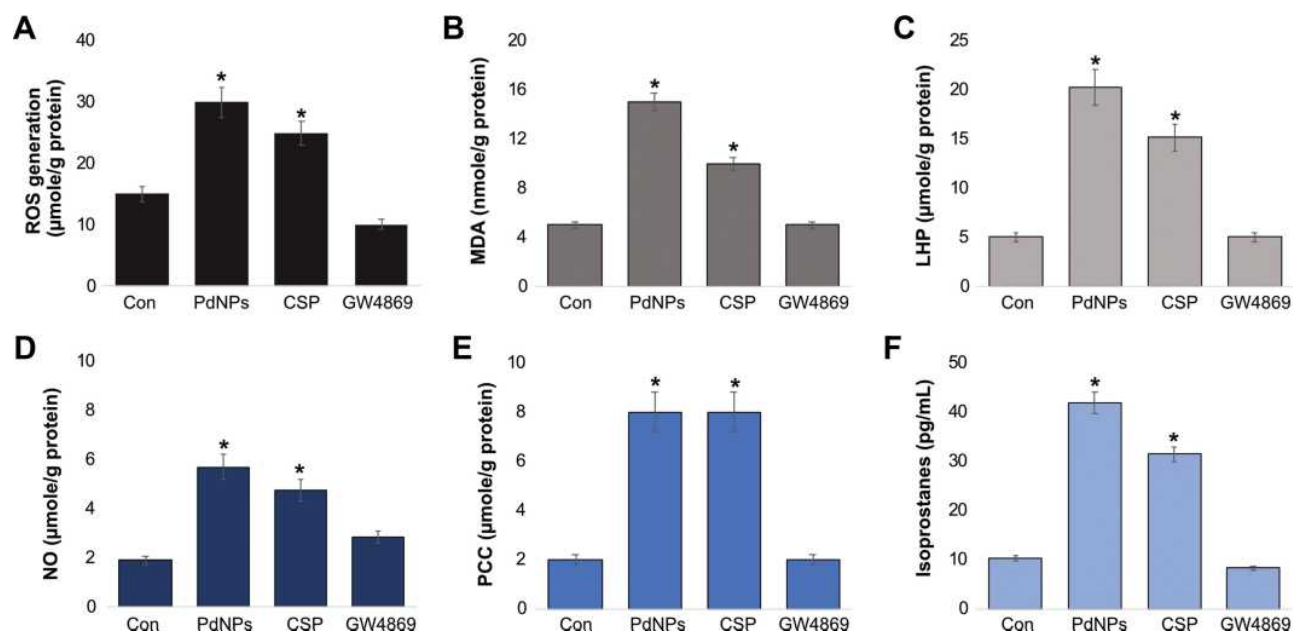 A
ROS generation
(µmole/g protein)
40
30
20
10
0
*
*
Con PdNPs CSP GW4869
B
MDA (nmole/g protein)
20
16
12
8
4
0
*
*
Con PdNPs CSP GW4869
C
LHP (µmole/g protein)
25
20
15
10
5
0
*
*
Con PdNPs CSP GW4869
D
NO (µmole/g protein)
10
8
6
4
2
0
*
*
Con PdNPs CSP GW4869
E
PCC (µmole/g protein)
10
8
6
4
2
0
*
*
Con PdNPs CSP GW4869
F
Isoprostanes (pg/mL)
50
40
30
20
10
0
*
*
Con PdNPs CSP GW4869